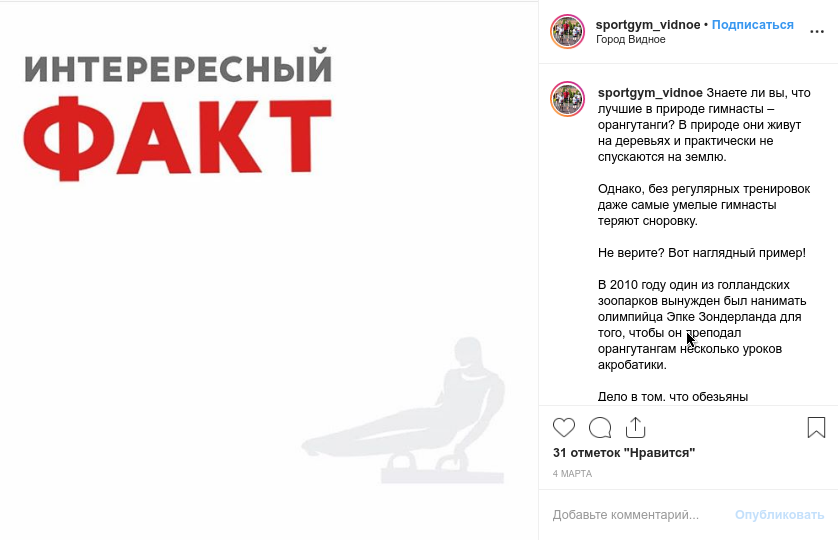 ИНТЕРЕРЕСНЫЙ
ФАКТ
sportgym_vidnoe • Подписаться
Город Видное
sportgym_vidnoe Знаете ли вы, что
лучшие в природе гимнасты –
орангутанги? В природе они живут
на деревьях и практически не
спускаются на землю.
Однако, без регулярных тренировок
даже самые умелые гимнасты
теряют сноровку.
Не верите? Вот наглядный пример!
В 2010 году один из голландских
зоопарков вынужден был нанимать
олимпийца Эпке Зондерланда для
того, чтобы он преподал
орангутангам несколько уроков
акробатики.
Дело в том, что обезьяны
31 отметок "Нравится"
4 МАРТА
Добавьте комментарий... Опубликовать